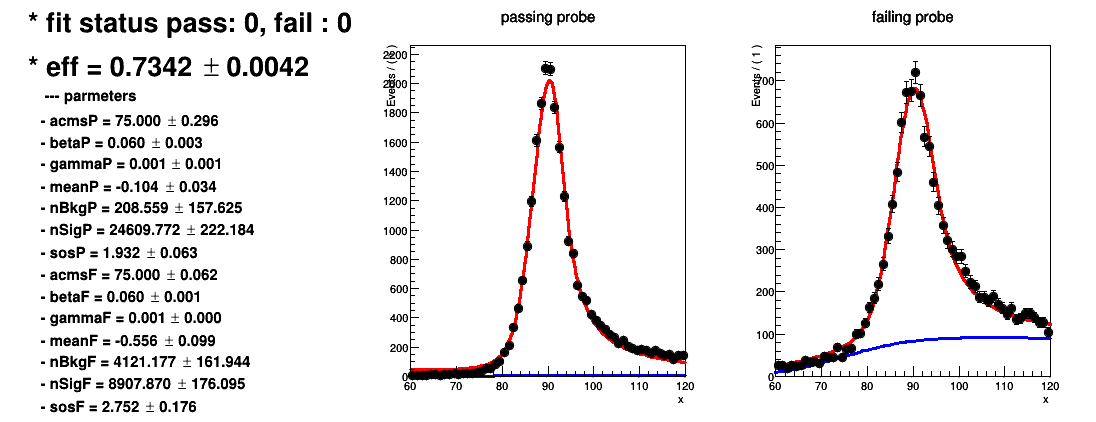 * fit status pass: 0, fail : 0
* eff = 0.7342 ± 0.0042
--- parmeters
- acmsP = 75.000 ± 0.296
- betaP = 0.060 ± 0.003
- gammaP = 0.001 ± 0.001
- meanP = -0.104 ± 0.034
- nBkgP = 208.559 ± 157.625
- nSigP = 24609.772 ± 222.184
- sosP = 1.932 ± 0.063
- acmsF = 75.000 ± 0.062
- betaF = 0.060 ± 0.001
- gammaF = 0.001 ± 0.000
- meanF = -0.556 ± 0.099
- nBkgF = 4121.177 ± 161.944
- nSigF = 8907.870 ± 176.095
- sosF = 2.752 ± 0.176
passing probe
Events / ( 1 )
2200
2000
1800
1600
1400
1200
1000
800
600
400
200
0
60 70 80 90 100 110 120
x
failing probe
Events / ( 1 )
700
600
500
400
300
200
100
0
60 70 80 90 100 110 120
x